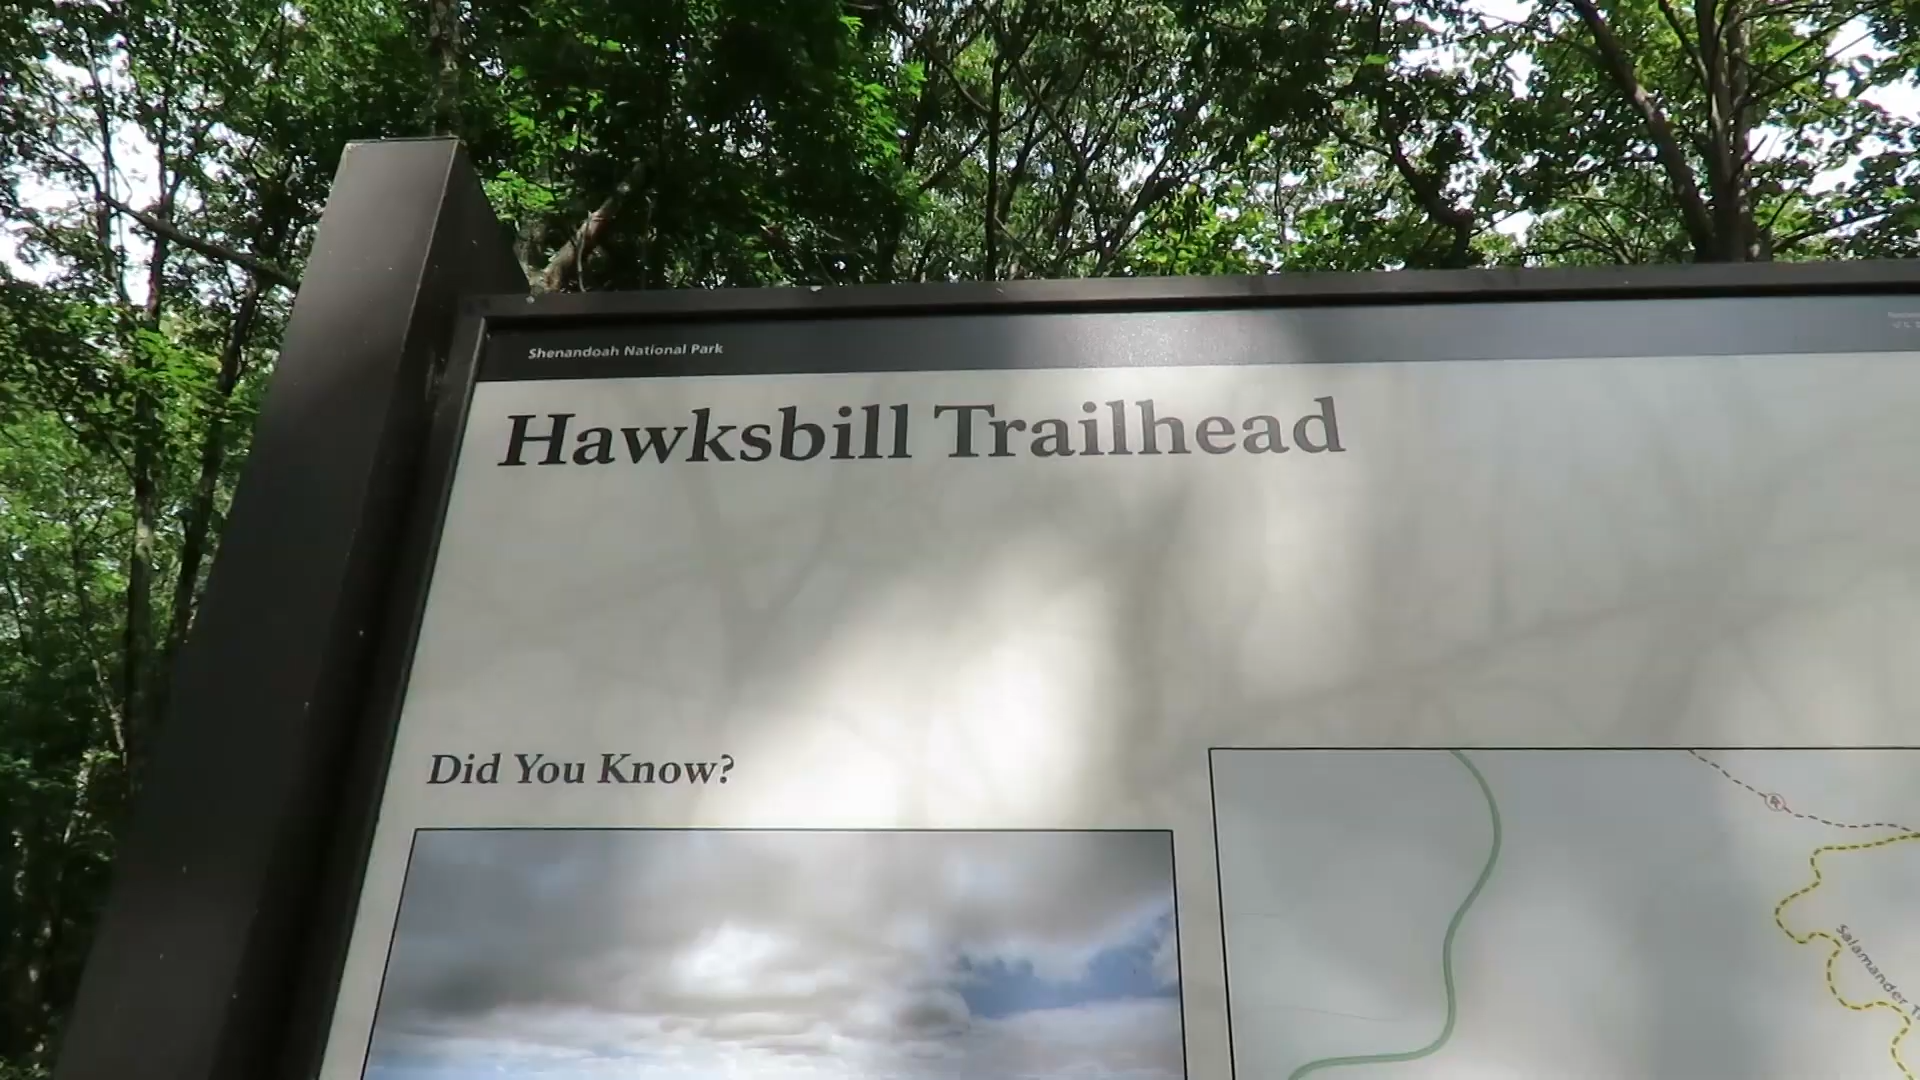 Shenandoah National Park
Hawksbill Trailhead
Did You Know?
Salamander